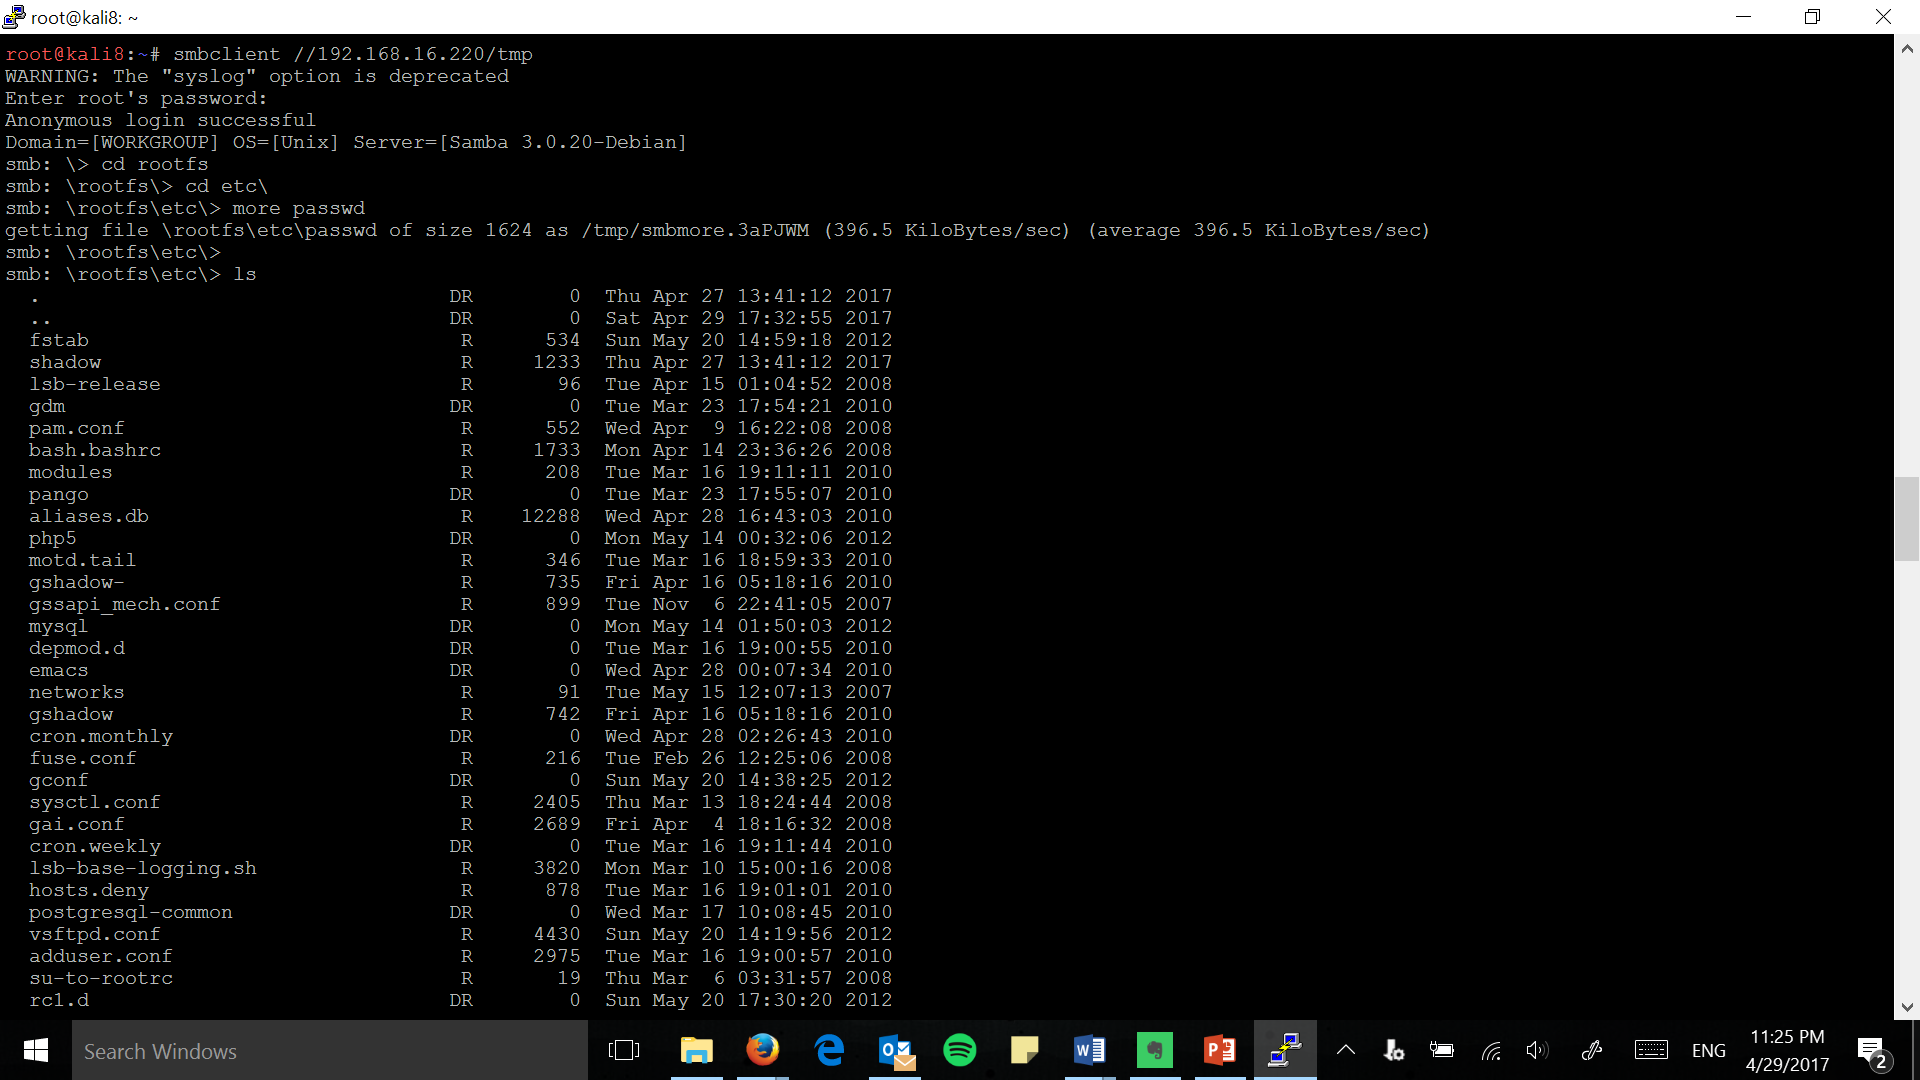 root@kali8: ~
root@kali8:~# smbclient //192.168.16.220/tmp
WARNING: The "syslog" option is deprecated
Enter root's password:
Anonymous login successful
Domain=[WORKGROUP] OS=[Unix] Server=[Samba 3.0.20-Debian]
smb: \> cd rootfs
smb: \rootfs\> cd etc\
smb: \rootfs\etc\> more passwd
getting file \rootfs\etc\passwd of size 1624 as /tmp/smbmore.3aPJWM (396.5 KiloBytes/sec) (average 396.5 KiloBytes/sec)
smb: \rootfs\etc\>
smb: \rootfs\etc\> ls
. DR 0 Thu Apr 27 13:41:12 2017
.. DR 0 Sat Apr 29 17:32:55 2017
fstab R 534 Sun May 20 14:59:18 2012
shadow R 1233 Thu Apr 27 13:41:12 2017
lsb-release R 96 Tue Apr 15 01:04:52 2008
gdm DR 0 Tue Mar 23 17:54:21 2010
pam.conf R 552 Wed Apr 9 16:22:08 2008
bash.bashrc R 1733 Mon Apr 14 23:36:26 2008
modules R 208 Tue Mar 16 19:11:11 2010
pango DR 0 Tue Mar 23 17:55:07 2010
aliases.db R 12288 Wed Apr 28 16:43:03 2010
php5 DR 0 Mon May 14 00:32:06 2012
motd.tail R 346 Tue Mar 16 18:59:33 2010
gshadow- R 735 Fri Apr 16 05:18:16 2010
gssapi_mech.conf R 899 Tue Nov 6 22:41:05 2007
mysql DR 0 Mon May 14 01:50:03 2012
depmod.d DR 0 Tue Mar 16 19:00:55 2010
emacs DR 0 Wed Apr 28 00:07:34 2010
networks R 91 Tue May 15 12:07:13 2007
gshadow R 742 Fri Apr 16 05:18:16 2010
cron.monthly DR 0 Wed Apr 28 02:26:43 2010
fuse.conf R 216 Tue Feb 26 12:25:06 2008
gconf DR 0 Sun May 20 14:38:25 2012
sysctl.conf R 2405 Thu Mar 13 18:24:44 2008
gai.conf R 2689 Fri Apr 4 18:16:32 2008
cron.weekly DR 0 Tue Mar 16 19:11:44 2010
lsb-base-logging.sh R 3820 Mon Mar 10 15:00:16 2008
hosts.deny R 878 Tue Mar 16 19:01:01 2010
postgresql-common DR 0 Wed Mar 17 10:08:45 2010
vsftpd.conf R 4430 Sun May 20 14:19:56 2012
adduser.conf R 2975 Tue Mar 16 19:00:57 2010
su-to-rootrc R 19 Thu Mar 6 03:31:57 2008
rc1.d DR 0 Sun May 20 17:30:20 2012
Search Windows
ENG
11:25 PM
4/29/2017
2